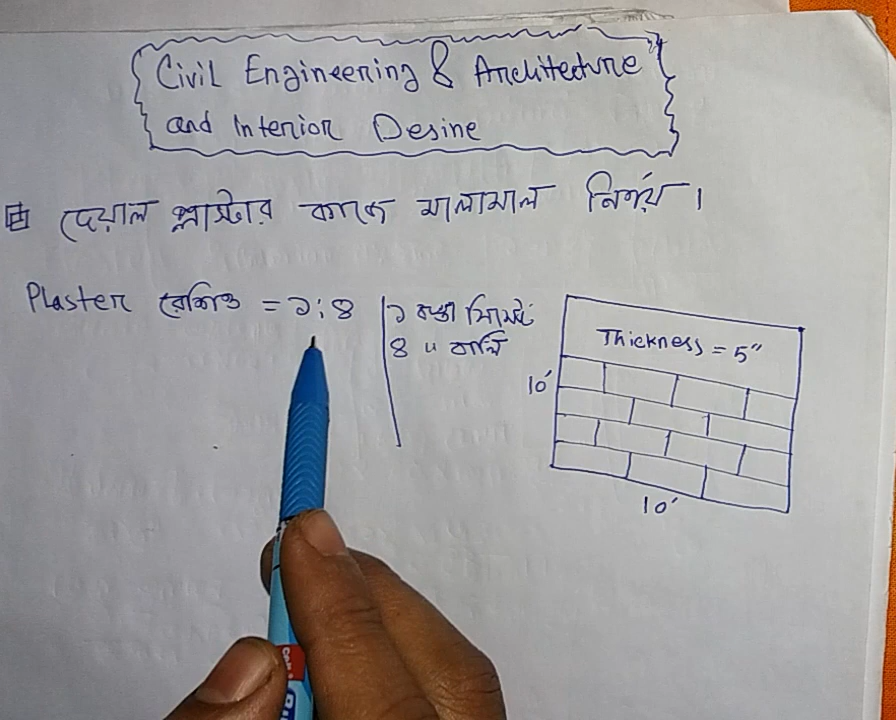 Civil Engineering & Architecture
and Interior Desine
দেয়াল প্লাস্টার কাজে মালামাল নির্ণয়।
Plaster রেশিও = ১:৪
১ বস্তা সিমেন্ট
৪ " বালি
Thickness = 5"
10'
10'